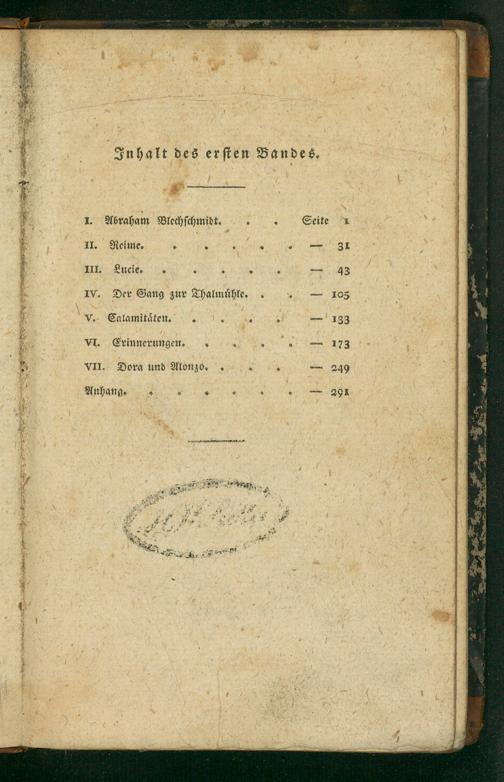 Inhalt des ersten Bandes.
I. Abraham Blechschmidt. . . Seite 1
II. Reime. . . . . . — 31
III. Lucie. . . . . . — 43
IV. Der Gang zur Thalmühle. . . — 105
V. Calamitäten. . . . . — 133
VI. Erinnerungen. . . . . — 173
VII. Dora und Alonzo. . . . — 249
Anhang. . . . . . . — 291